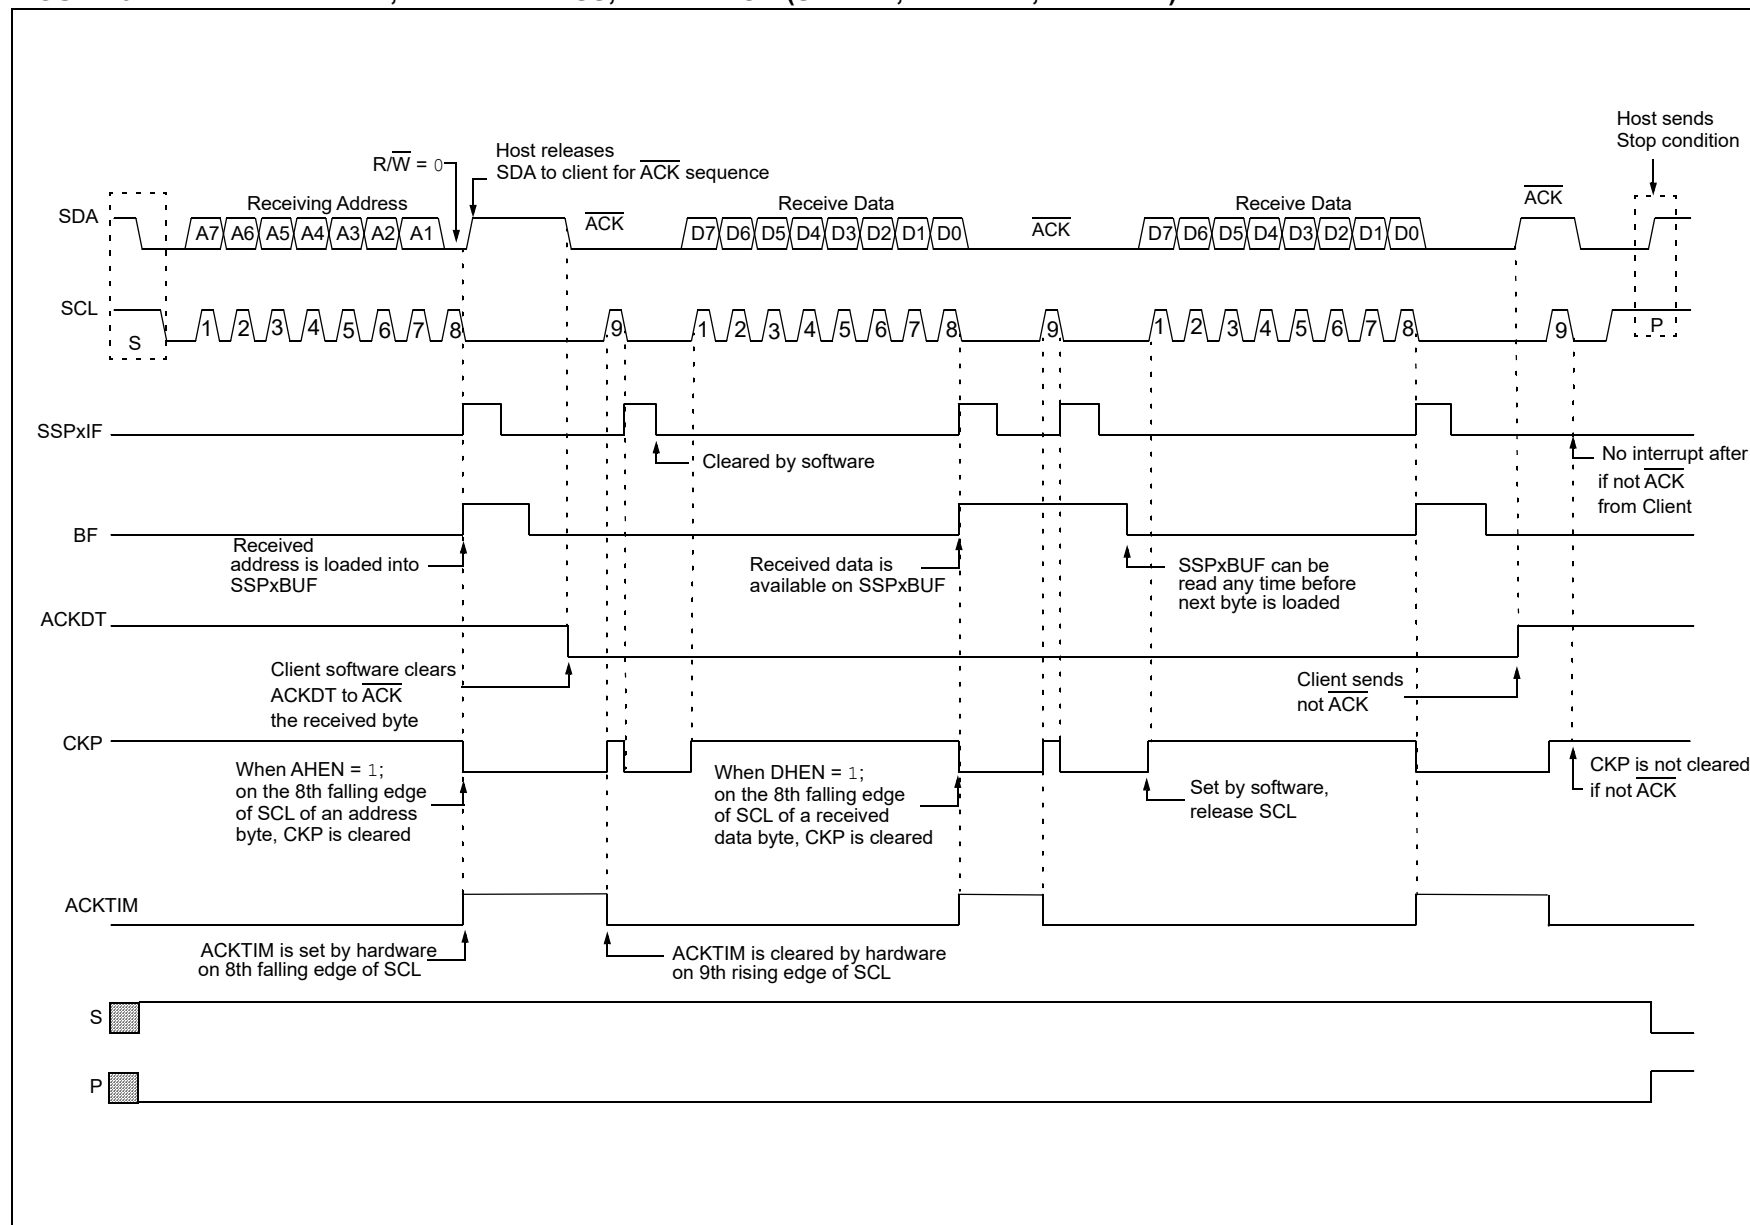 Host sends
Stop condition
Host releases
SDA to client for ACK sequence
R/W = 0
SDA
Receiving Address
A7 A6 A5 A4 A3 A2 A1
ACK
Receive Data
D7 D6 D5 D4 D3 D2 D1 D0
ACK
Receive Data
D7 D6 D5 D4 D3 D2 D1 D0
ACK
SCL
S
1 2 3 4 5 6 7 8 9
1 2 3 4 5 6 7 8 9
1 2 3 4 5 6 7 8 9
P
SSPxIF
Cleared by software
No interrupt after
if not ACK
from Client
BF
Received
address is loaded into
SSPxBUF
Received data is
available on SSPxBUF
SSPxBUF can be
read any time before
next byte is loaded
ACKDT
Client software clears
ACKDT to ACK
the received byte
Client sends
not ACK
CKP
When AHEN = 1;
on the 8th falling edge
of SCL of an address
byte, CKP is cleared
When DHEN = 1;
on the 8th falling edge
of SCL of a received
data byte, CKP is cleared
Set by software,
release SCL
CKP is not cleared
if not ACK
ACKTIM
ACKTIM is set by hardware
on 8th falling edge of SCL
ACKTIM is cleared by hardware
on 9th rising edge of SCL
S
P